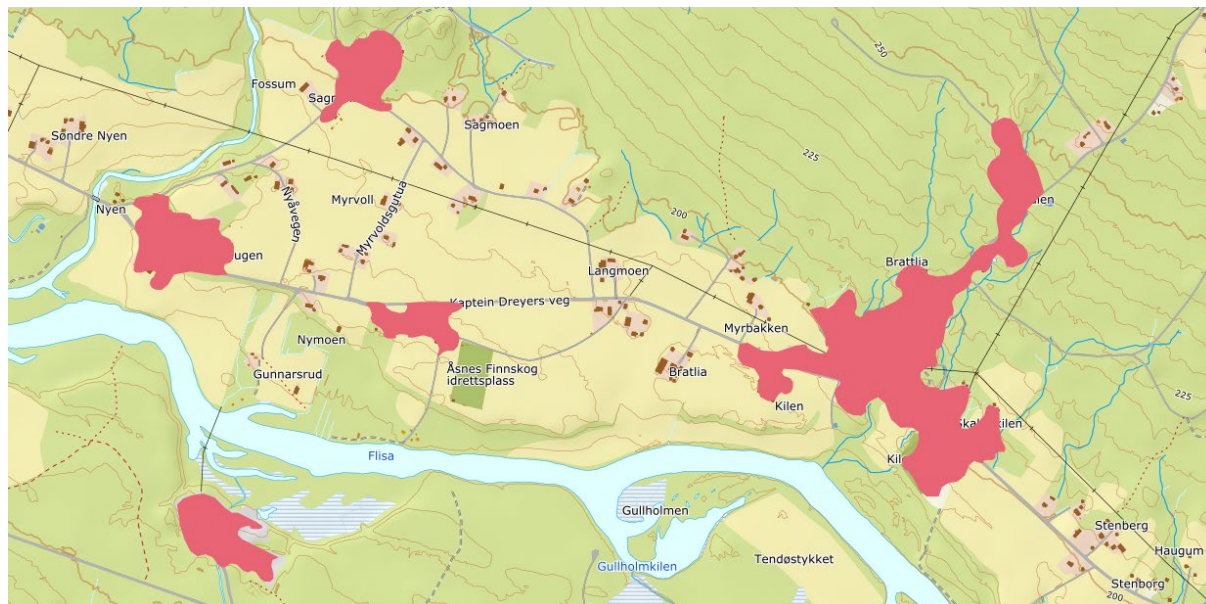 250
Fossum
Søndre Nyen
Sagmoen
225
Nyåvegen
Myrvoll
Myrvoldsgutua
Nyen
200
Brattlia
Langmoen
Kaptein Dreyers veg
Myrbakken
Nymoen
Åsnes Finnskog
idrettsplass
Bratlia
Gunnarsrud
Kilen
225
Flisa
Gullholmen
Stenberg
Tendøstykket
Haugum
Gullholmkilen
Stenborg
200